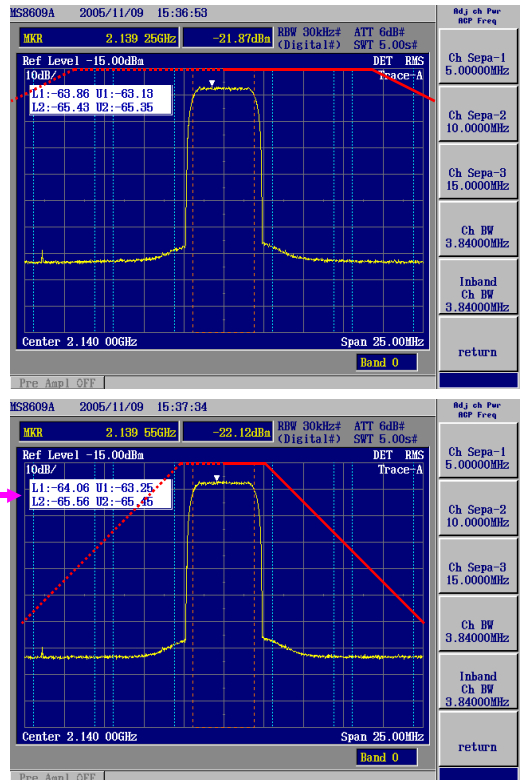 MS8609A 2005/11/09 15:36:53
Adj ch Pwr
ACP Freq
MKR 2.139 25GHz -21.87dBm RBW 30kHz# ATT 6dB#
(Digital#) SWT 5.00s#
Ref Level -15.00dBm DET RMS
10dB/ Trace-A
L1:-63.86 U1:-63.13
L2:-65.43 U2:-65.35
Ch Sepa-1
5.0000MHz
Ch Sepa-2
10.0000MHz
Ch Sepa-3
15.0000MHz
Ch BW
3.84000MHz
Inband
Ch BW
3.84000MHz
return
Center 2.140 00GHz Span 25.00MHz
Band 0
Pre Ampl OFF
MS8609A 2005/11/09 15:37:34
Adj ch Pwr
ACP Freq
MKR 2.139 55GHz -22.12dBm RBW 30kHz# ATT 6dB#
(Digital#) SWT 5.00s#
Ref Level -15.00dBm DET RMS
10dB/ Trace-A
L1:-64.06 U1:-63.25
L2:-65.56 U2:-65.45
Ch Sepa-1
5.00000MHz
Ch Sepa-2
10.0000MHz
Ch Sepa-3
15.0000MHz
Ch BW
3.84000MHz
Inband
Ch BW
3.84000MHz
return
Center 2.140 00GHz Span 25.00MHz
Band 0
Pre Ampl OFF